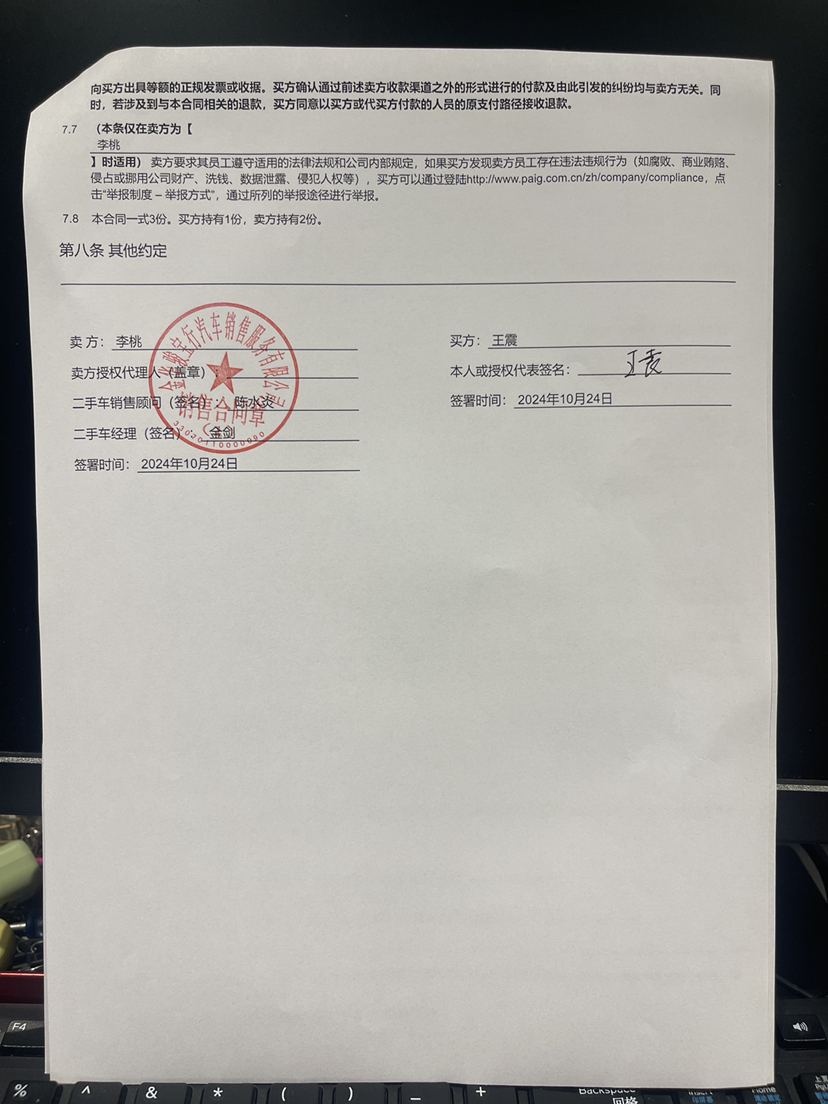 向买方出具等额的正规发票或收据。买方确认通过前述卖方收款渠道之外的形式进行的付款及由此引发的纠纷均与卖方无关。同
时，若涉及到与本合同相关的退款，买方同意以买方或代买方付款的人员的原支付路径接收退款。
7.7 （本条仅在卖方为【
李桃
】时适用）卖方要求其员工遵守适用的法律法规和公司内部规定，如果买方发现卖方员工存在违法违规行为（如腐败、商业贿赂、
侵占或挪用公司财产、洗钱、数据泄露、侵犯人权等），买方可以通过登陆http://www.paig.com.cn/zh/company/compliance，点
击“举报制度 – 举报方式”，通过所列的举报途径进行举报。
7.8 本合同一式3份。买方持有1份，卖方持有2份。
第八条 其他约定
卖 方： 李桃
买方： 王震
卖方授权代理人（盖章）
本人或授权代表签名：
二手车销售顾问（签名）： 陈水炎
签署时间： 2024年10月24日
二手车经理（签名） 金剑
签署时间： 2024年10月24日
宝行汽车销售服务有限公司
销售合同章
F4
%
^
&
*
(
)
_
+
Backspace
回格
Home